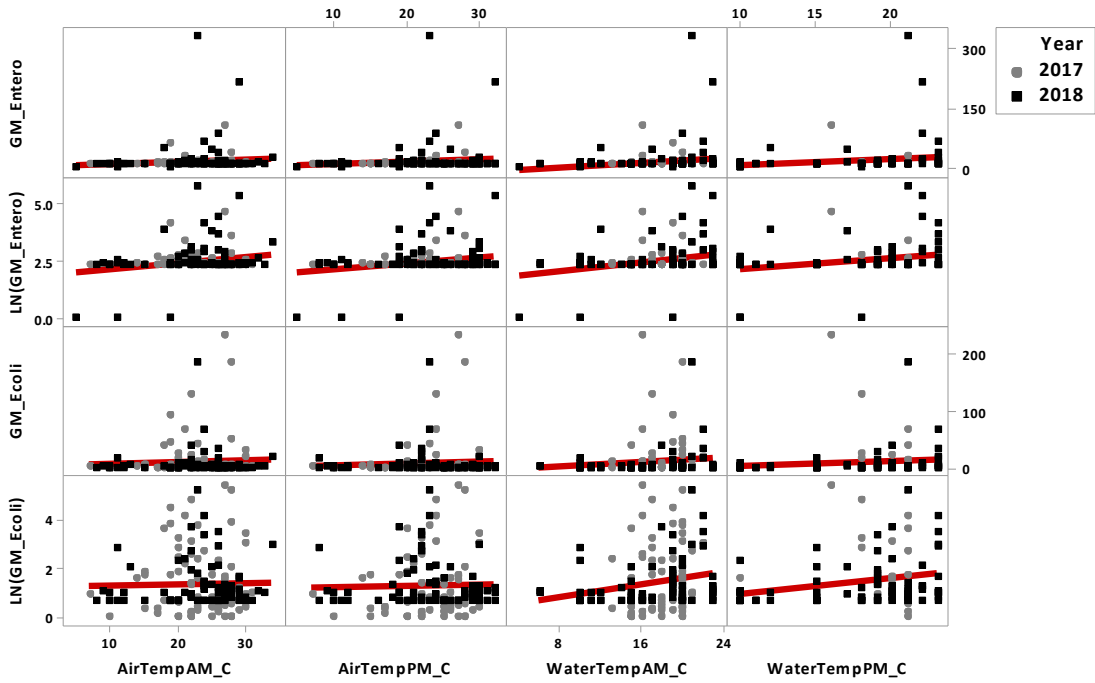 10 20 30 10 20
GM_Entero 300 150 0
LN(GM_Entero) 5.0 2.5 0.0
GM_Ecoli 200 100 0
LN(GM_Ecoli) 4 2 0
10 20 30 8 16 24
AirTempAM_C AirTempPM_C WaterTempAM_C WaterTempPM_C
Year
2017
2018